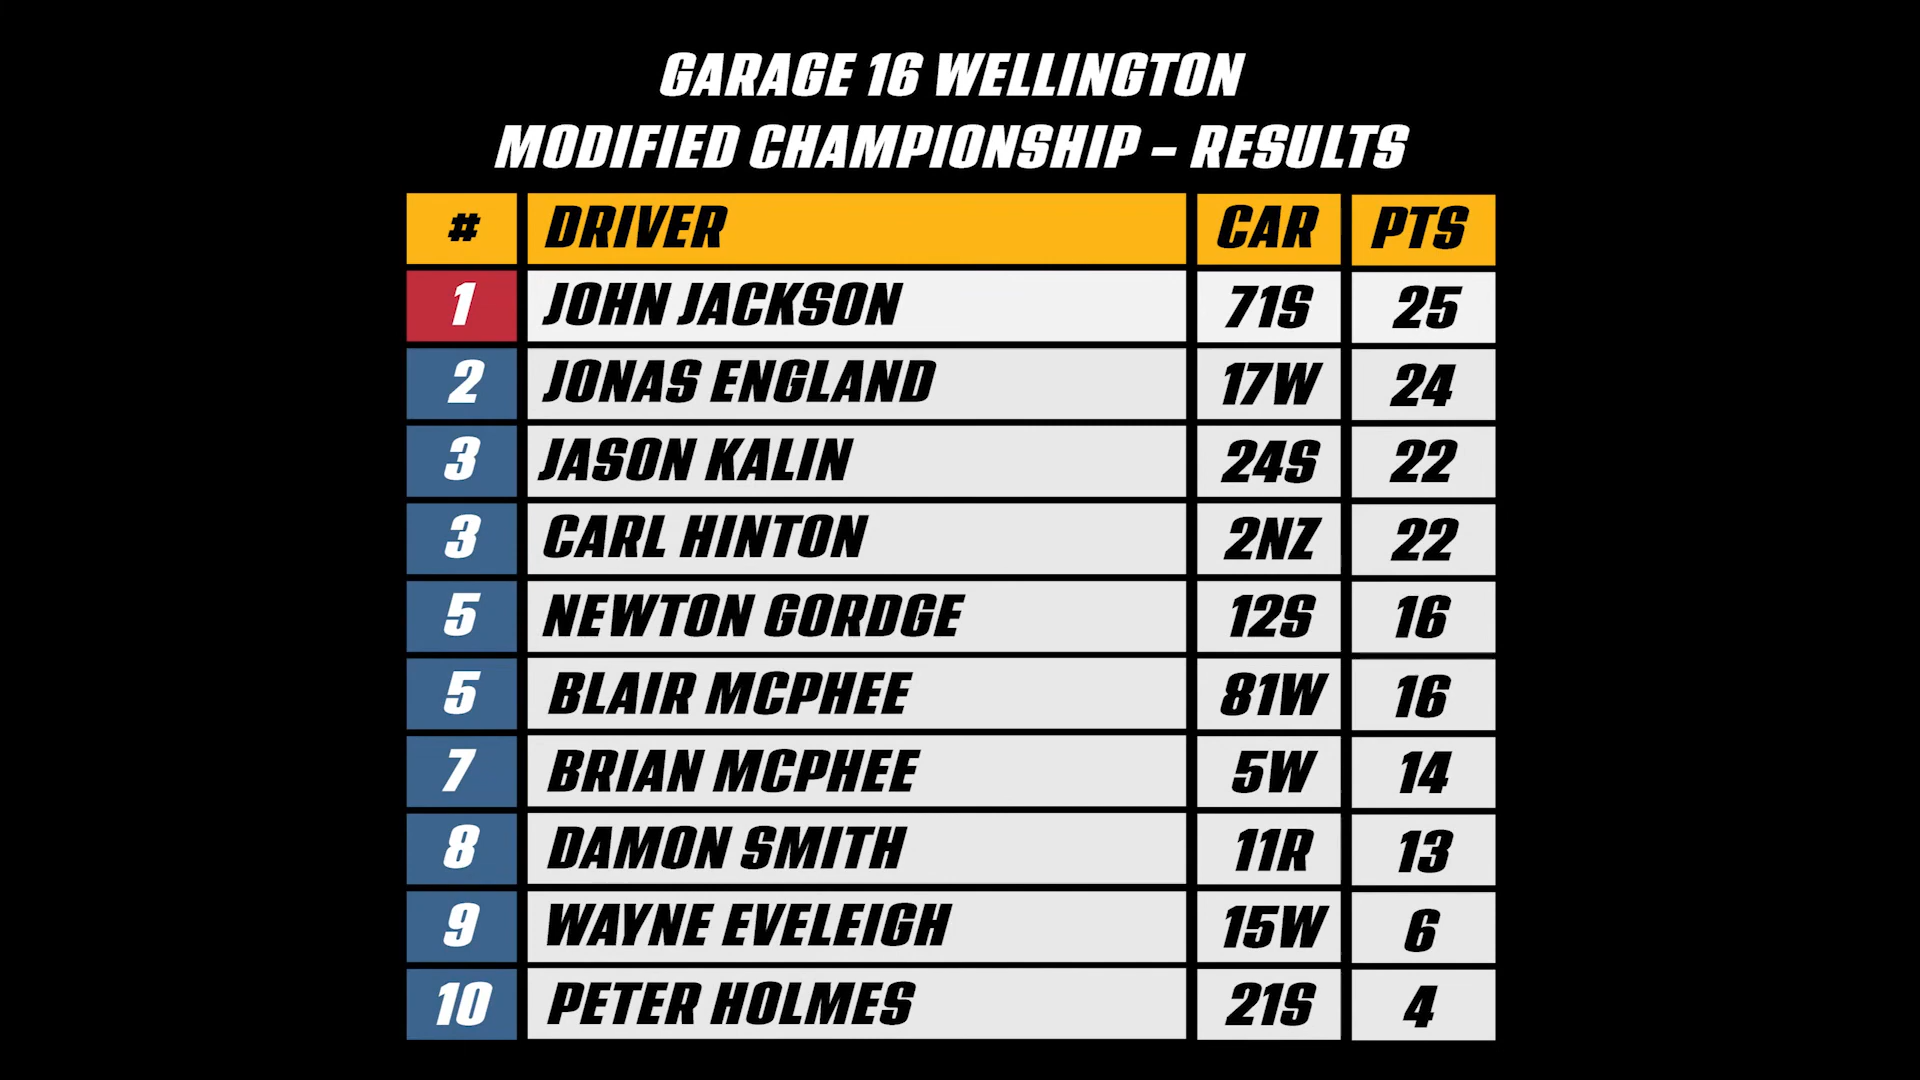 GARAGE 16 WELLINGTON
MODIFIED CHAMPIONSHIP – RESULTS
# DRIVER CAR PTS
1 JOHN JACKSON 71S 25
2 JONAS ENGLAND 17W 24
3 JASON KALIN 24S 22
3 CARL HINTON 2NZ 22
5 NEWTON GORDGE 12S 16
5 BLAIR MCPHEE 81W 16
7 BRIAN MCPHEE 5W 14
8 DAMON SMITH 11R 13
9 WAYNE EVELEIGH 15W 6
10 PETER HOLMES 21S 4